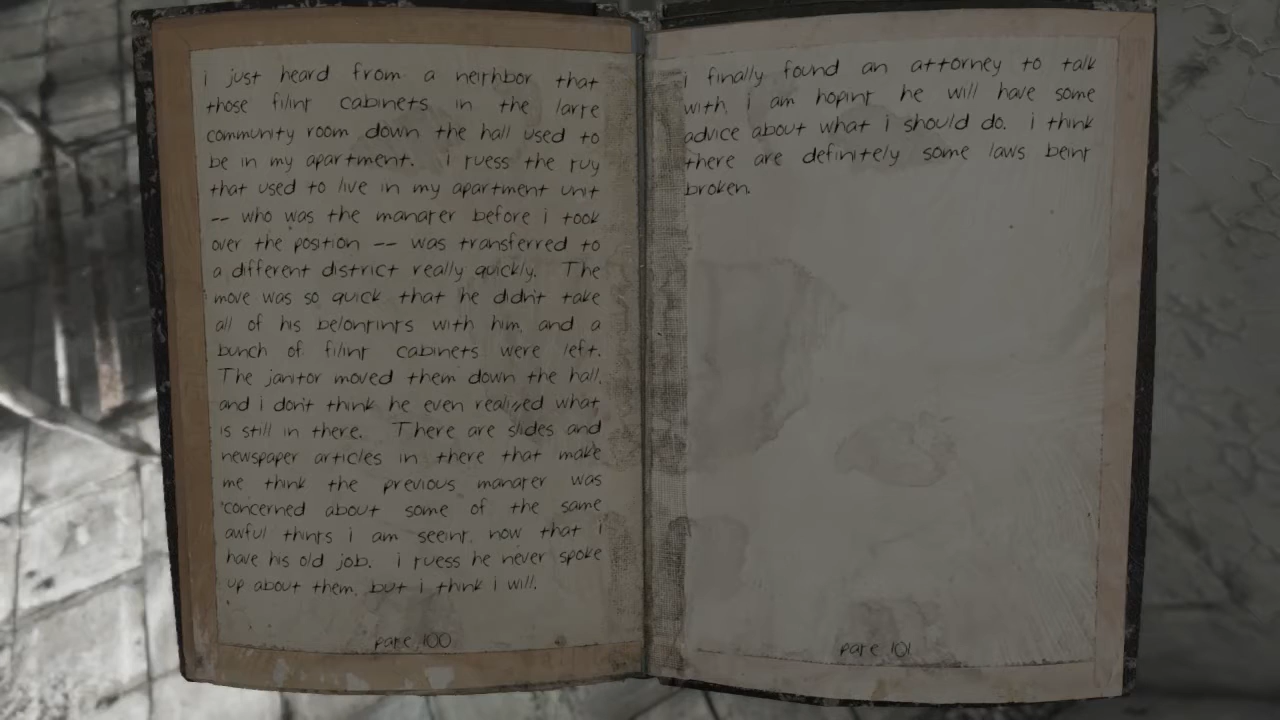 i just heard from a neighbor that
those filing cabinets in the large
community room down the hall used to
be in my apartment. i guess the guy
that used to live in my apartment unit
-- who was the manager before i took
over the position -- was transferred to
a different district really quickly. The
move was so quick that he didn't take
all of his belongings with him, and a
bunch of filing cabinets were left.
The janitor moved them down the hall,
and i don't think he even realized what
is still in there. There are slides and
newspaper articles in there that make
me think the previous manager was
concerned about some of the same
awful things i am seeing, now that i
have his old job. i guess he never spoke
up about them, but i think i will.
page 100
i finally found an attorney to talk
with, i am hoping he will have some
advice about what i should do. i think
there are definitely some laws being
broken.
page 101